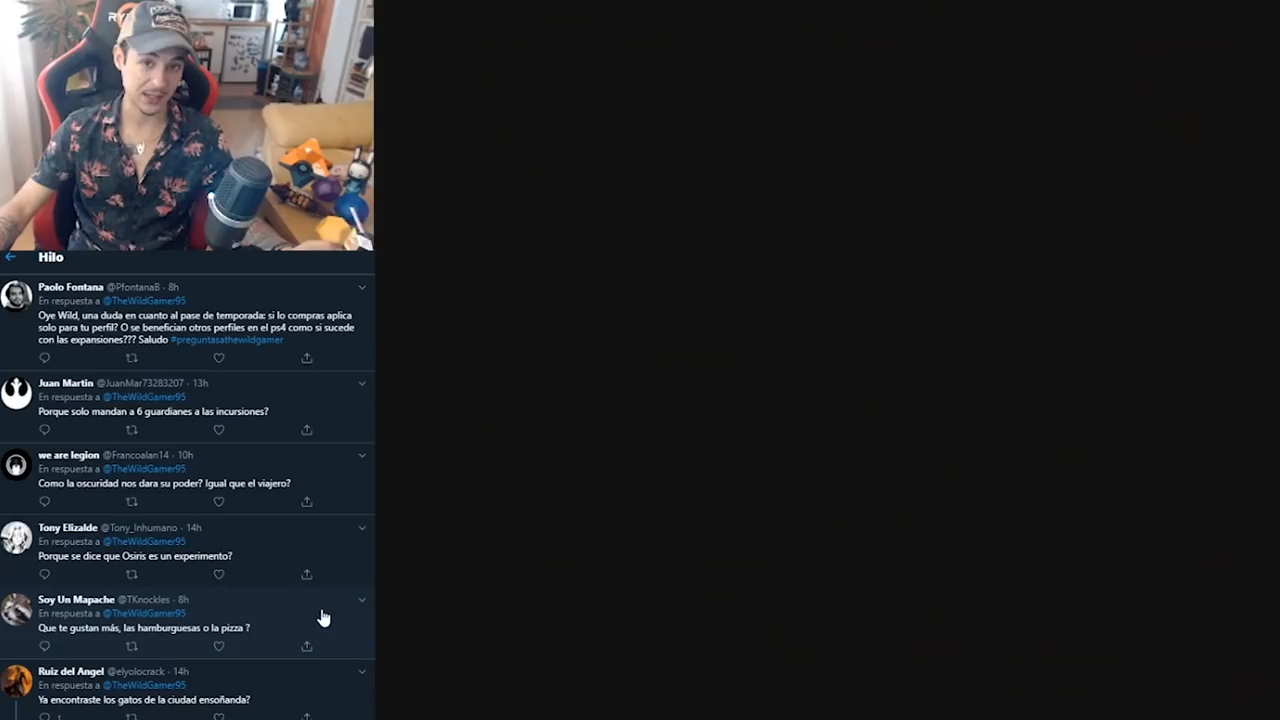 Hilo
Paolo Fontana @PfontanaB · 8h
En respuesta a @TheWildGamer95
Oye Wild, una duda en cuanto al pase de temporada: si lo compras aplica
solo para tu perfil? O se benefician otros perfiles en el ps4 como si sucede
con las expansiones??? Saludo #preguntasathewildgamer
Juan Martin @JuanMar73283207 · 13h
En respuesta a @TheWildGamer95
Porque solo mandan a 6 guardianes a las incursiones?
we are legion @Francoalan14 · 10h
En respuesta a @TheWildGamer95
Como la oscuridad nos dara su poder? Igual que el viajero?
Tony Elizalde @Tony_Inhumano · 14h
En respuesta a @TheWildGamer95
Porque se dice que Osiris es un experimento?
Soy Un Mapache @TKnockles · 8h
En respuesta a @TheWildGamer95
Que te gustan más, las hamburguesas o la pizza ?
Ruiz del Angel @elyolocrack · 14h
En respuesta a @TheWildGamer95
Ya encontraste los gatos de la ciudad ensoñanda?
1